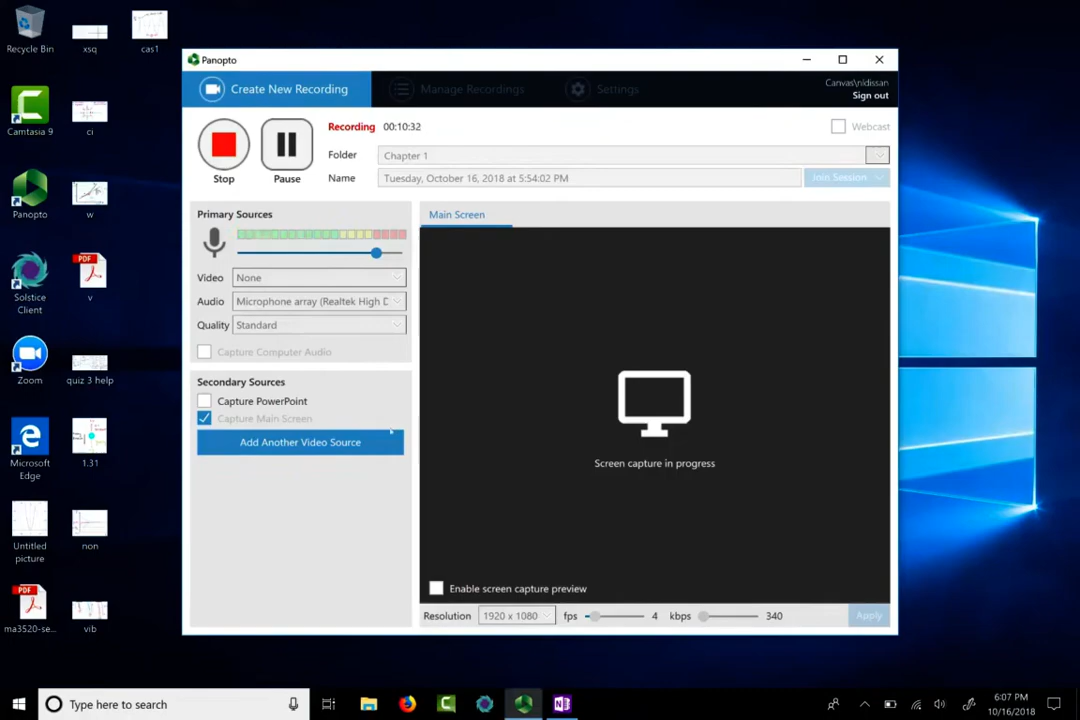 Recycle Bin
xsq
cas1
Camtasia 9
ci
Panopto
w
Solstice
Client
PDF
v
Zoom
quiz 3 help
Microsoft
Edge
1.31
Untitled
picture
non
PDF
ma3520-se...
vib
Panopto
Create New Recording
Manage Recordings
Settings
Canvas\nldissan
Sign out
Stop
Pause
Recording 00:10:32
Webcast
Folder Chapter 1
Name Tuesday, October 16, 2018 at 5:54:02 PM
Join Session
Primary Sources
Video None
Audio Microphone array (Realtek High D
Quality Standard
Capture Computer Audio
Secondary Sources
Capture PowerPoint
Capture Main Screen
Add Another Video Source
Main Screen
Screen capture in progress
Enable screen capture preview
Resolution 1920 x 1080 fps 4 kbps 340
Apply
Type here to search
6:07 PM
10/16/2018